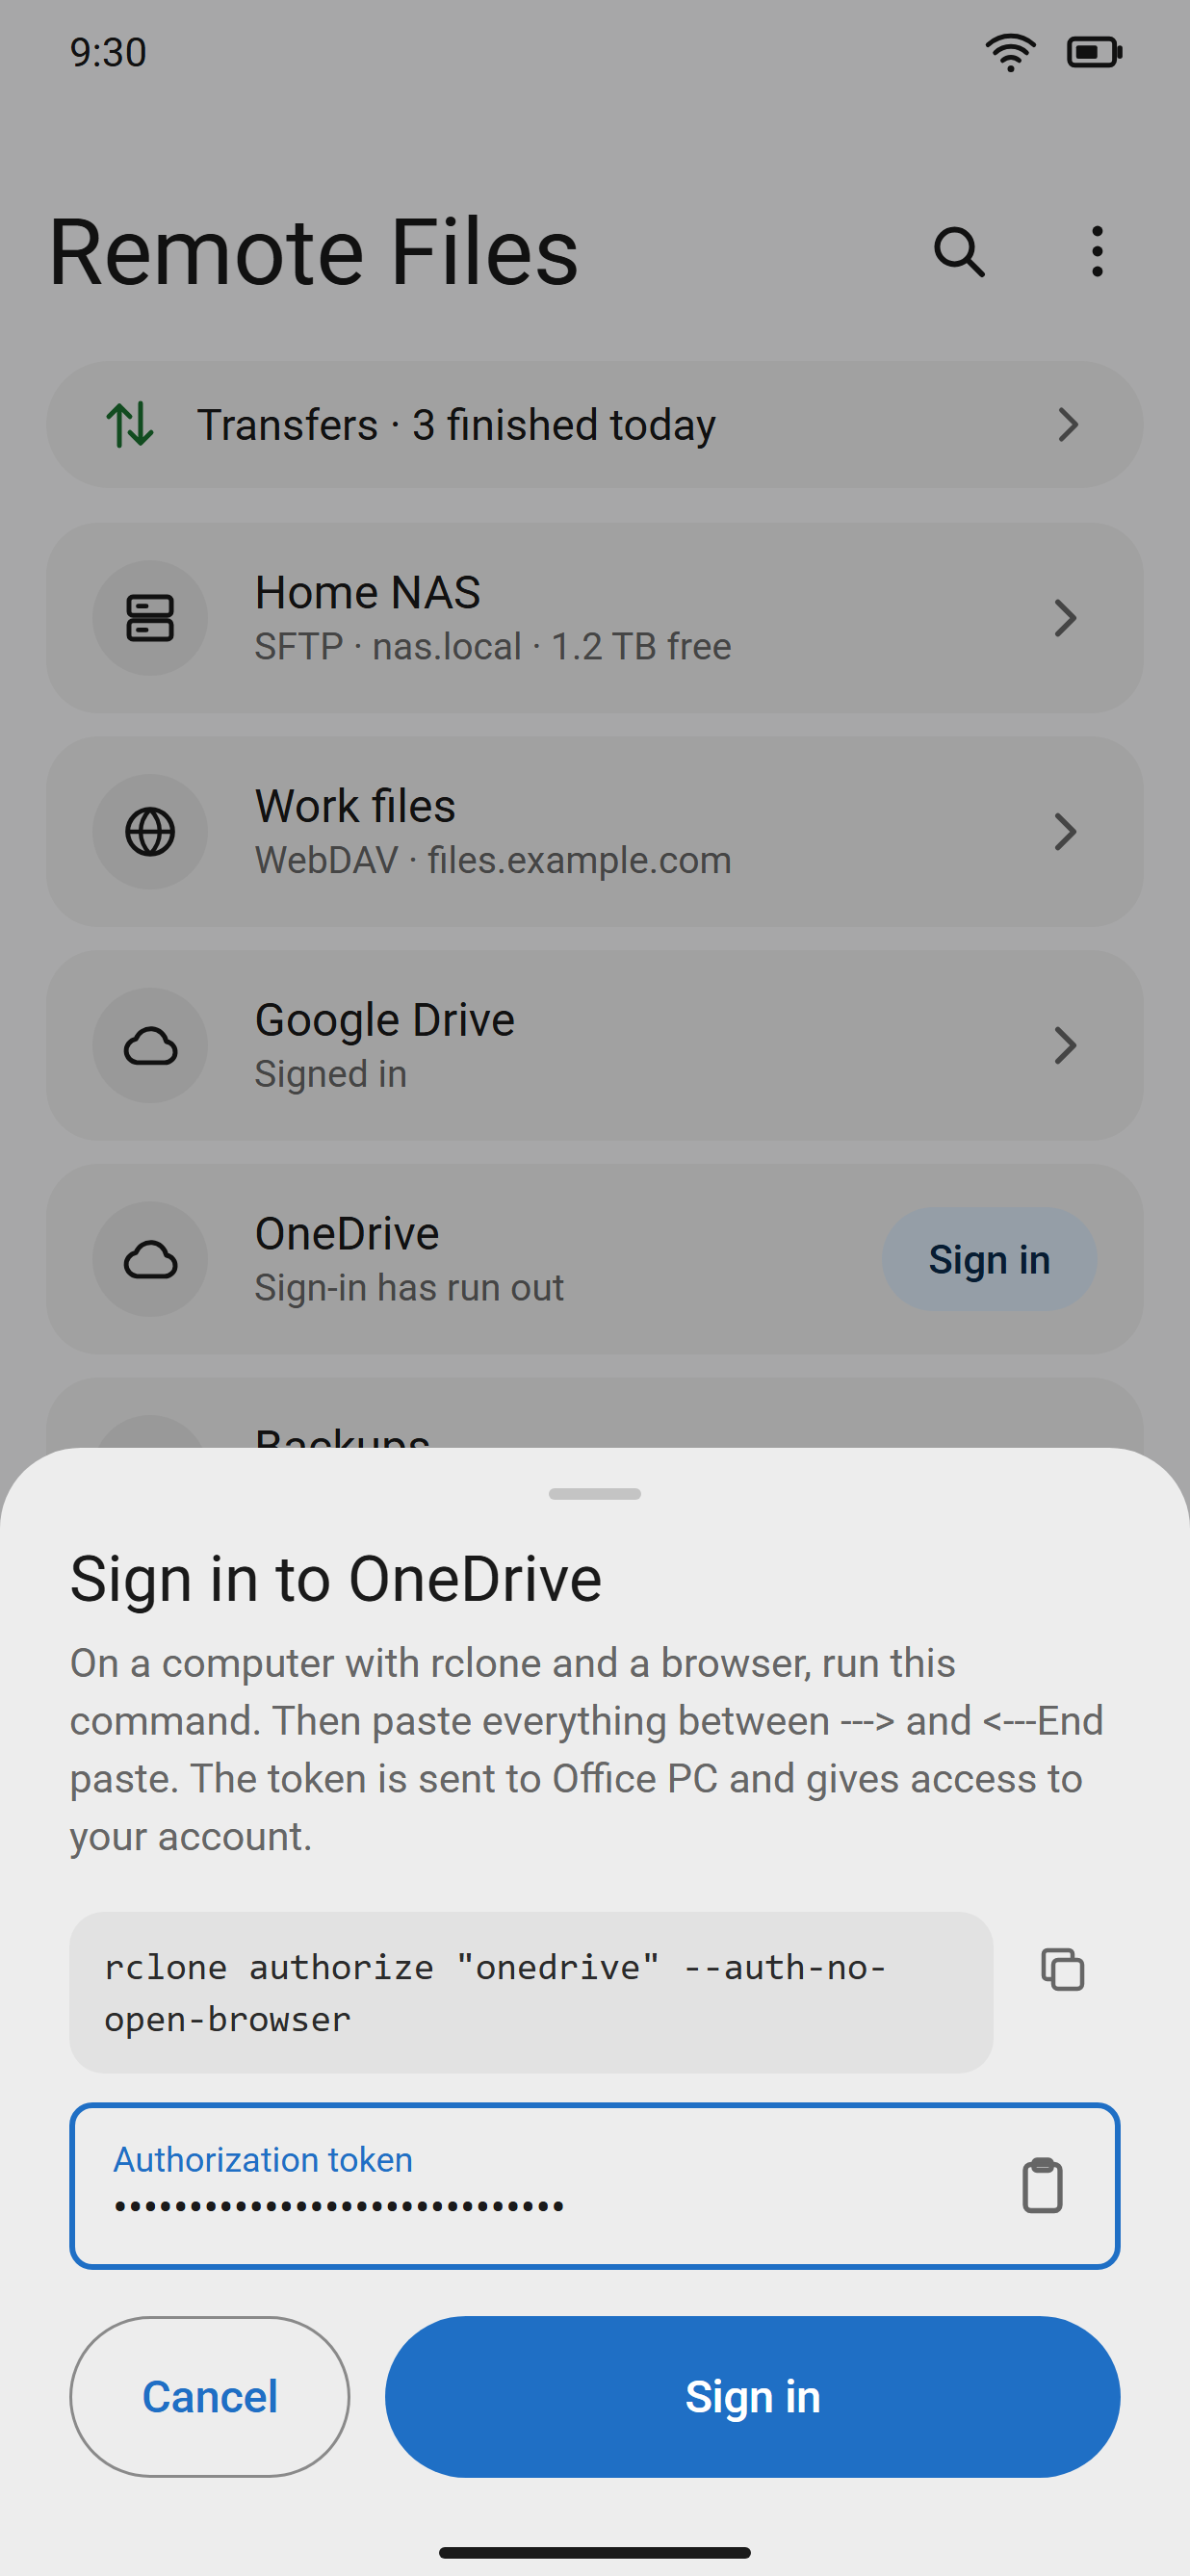 9:30
Remote Files
Transfers · 3 finished today
Home NAS
SFTP · nas.local · 1.2 TB free
Work files
WebDAV · files.example.com
Google Drive
Signed in
OneDrive
Sign-in has run out
Sign in
Backups
Sign in to OneDrive
On a computer with rclone and a browser, run this
command. Then paste everything between ---> and <---End
paste. The token is sent to Office PC and gives access to
your account.
rclone authorize "onedrive" --auth-no-
open-browser
Authorization token
••••••••••••••••••••••••••••••
Cancel
Sign in